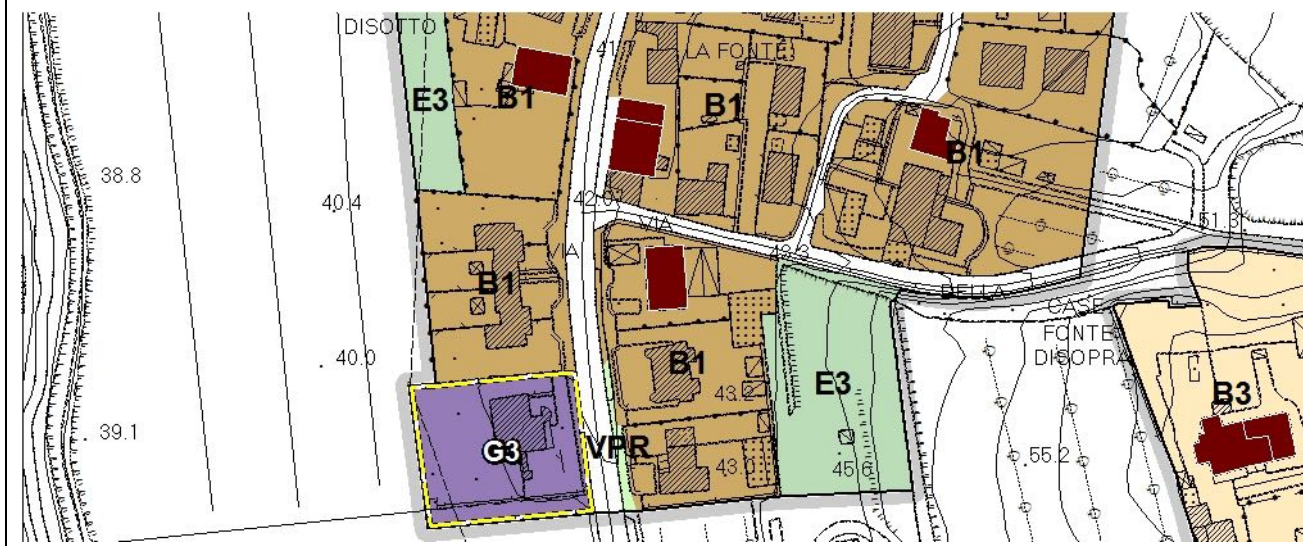 DISOTTO
41.1
LA FONTE
E3
B1
B1
B1
38.8
40.4
42.0
VIA
VIA
43.3
51.3
B1
DELLA
CASE
FONTE
DISOPRA
40.0
B1
E3
B3
43.2
39.1
G3
VPR
43.0
45.6
55.2